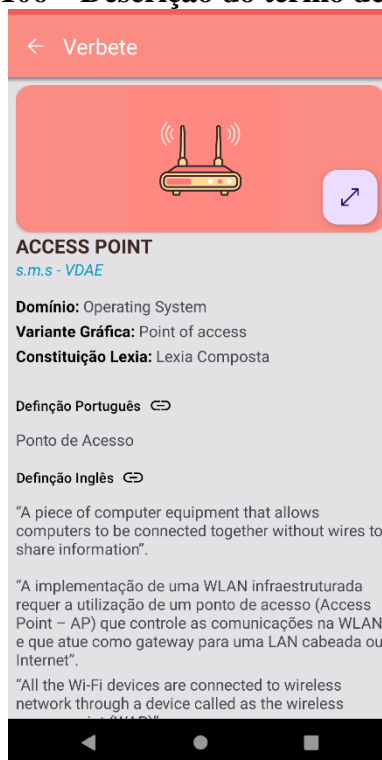 Descrição do termo de
Verbete
ACCESS POINT
s.m.s - VDAE
Domínio: Operating System
Variante Gráfica: Point of access
Constituição Lexia: Lexia Composta
Definção Português
Ponto de Acesso
Definção Inglês
“A piece of computer equipment that allows
computers to be connected together without wires to
share information”.
“A implementação de uma WLAN infraestruturada
requer a utilização de um ponto de acesso (Access
Point – AP) que controle as comunicações na WLAN
e que atue como gateway para uma LAN cabeada ou
Internet”.
“All the Wi-Fi devices are connected to wireless
network through a device called as the wireless